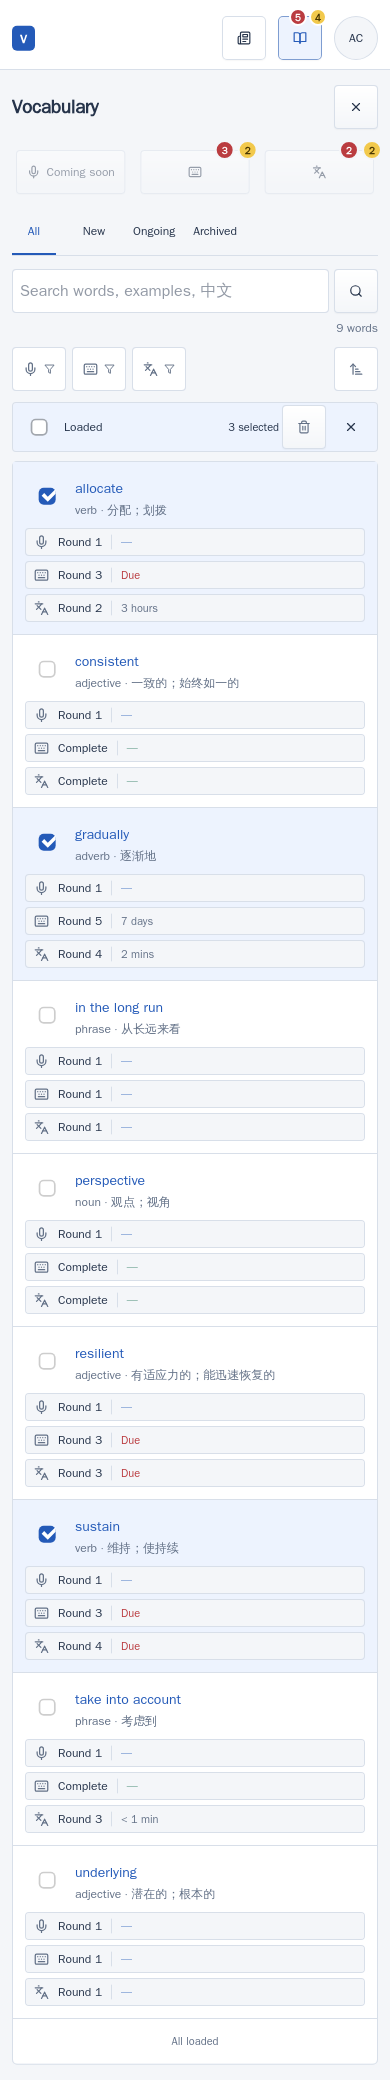 V
5 4
AC
Vocabulary
3 2 2 2
Coming soon
All New Ongoing Archived
Search words, examples, 中文
9 words
Loaded 3 selected
allocate
verb · 分配；划拨
Round 1 —
Round 3 Due
Round 2 3 hours
consistent
adjective · 一致的；始终如一的
Round 1 —
Complete —
Complete —
gradually
adverb · 逐渐地
Round 1 —
Round 5 7 days
Round 4 2 mins
in the long run
phrase · 从长远来看
Round 1 —
Round 1 —
Round 1 —
perspective
noun · 观点；视角
Round 1 —
Complete —
Complete —
resilient
adjective · 有适应力的；能迅速恢复的
Round 1 —
Round 3 Due
Round 3 Due
sustain
verb · 维持；使持续
Round 1 —
Round 3 Due
Round 4 Due
take into account
phrase · 考虑到
Round 1 —
Complete —
Round 3 < 1 min
underlying
adjective · 潜在的；根本的
Round 1 —
Round 1 —
Round 1 —
All loaded